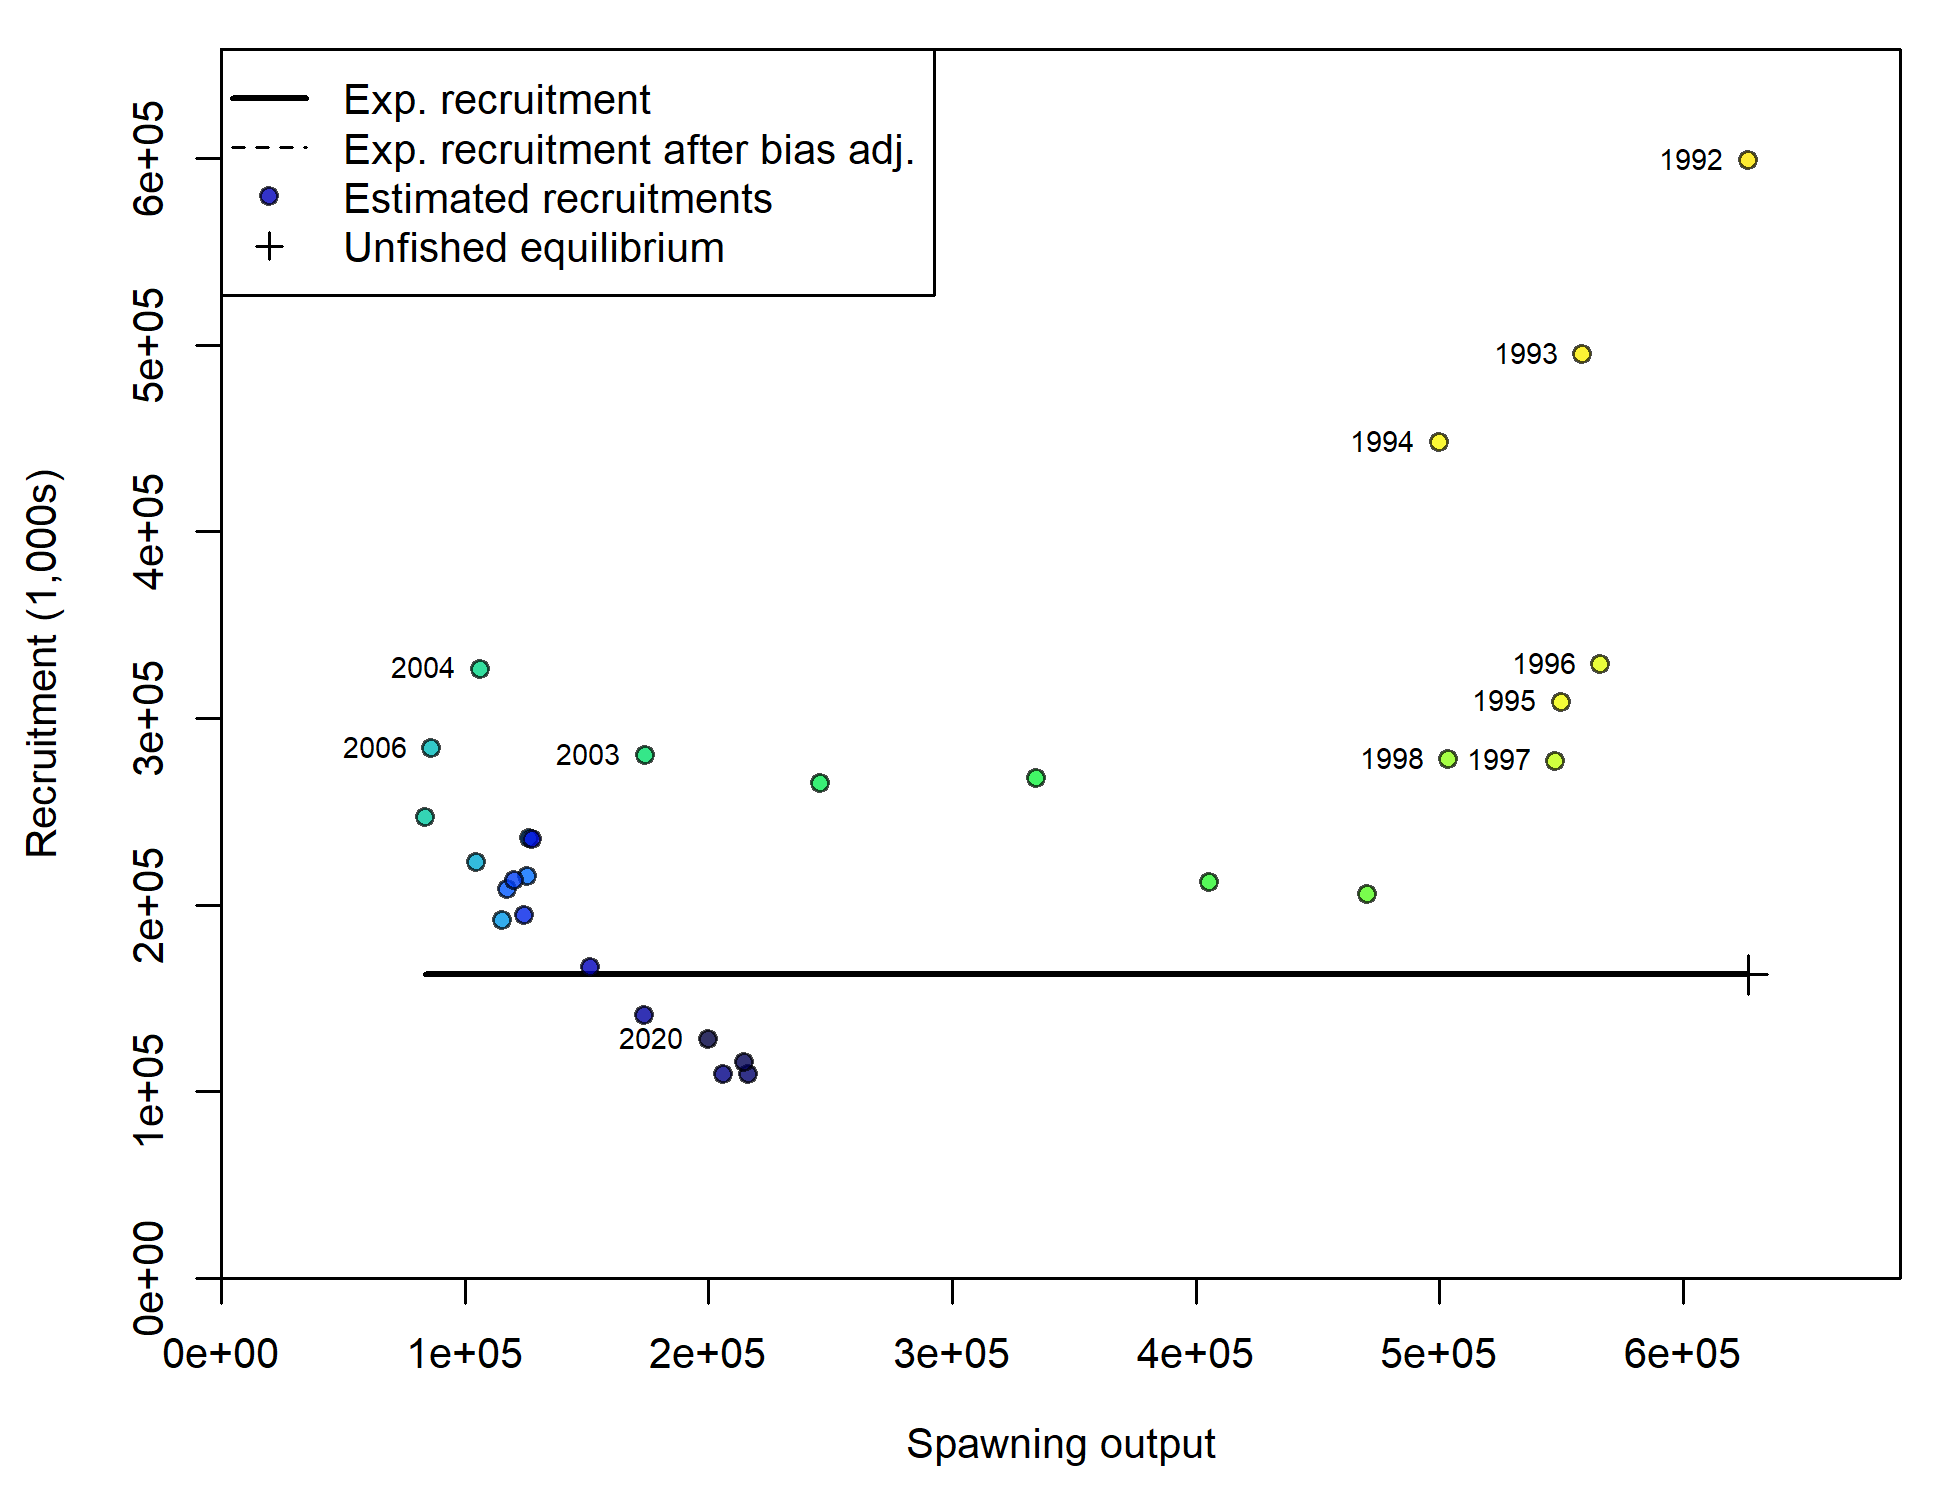 Exp. recruitment
Exp. recruitment after bias adj.
Estimated recruitments
Unfished equilibrium
1992
1993
1994
1996
1995
1998
1997
2004
2006
2003
2020
Recruitment (1,000s)
6e+05
5e+05
4e+05
3e+05
2e+05
1e+05
0e+00
0e+00
1e+05
2e+05
3e+05
4e+05
5e+05
6e+05
Spawning output